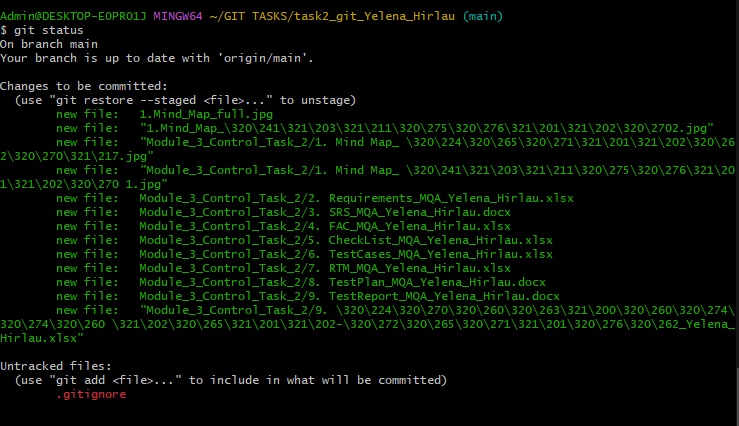 Admin@DESKTOP-EOPRO1J MINGW64 ~/GIT TASKS/task2_git_Yelena_Hirlau (main)
$ git status
On branch main
Your branch is up to date with 'origin/main'.
Changes to be committed:
(use "git restore --staged <file>..." to unstage)
new file: 1.Mind_Map_full.jpg
new file: "1.Mind_Map_\320\241\321\203\321\211\320\275\320\276\321\201\321\202\320\2702.jpg"
new file: "Module_3_Control_Task_2/1. Mind Map_ \320\224\320\265\320\271\321\201\321\202\320\26
2\320\270\321\217.jpg"
new file: "Module_3_Control_Task_2/1. Mind Map_ \320\241\321\203\321\211\320\275\320\276\321\20
1\321\202\320\270 1.jpg"
new file: Module_3_Control_Task_2/2. Requirements_MQA_Yelena_Hirlau.xlsx
new file: Module_3_Control_Task_2/3. SRS_MQA_Yelena_Hirlau.docx
new file: Module_3_Control_Task_2/4. FAC_MQA_Yelena_Hirlau.xlsx
new file: Module_3_Control_Task_2/5. CheckList_MQA_Yelena_Hirlau.xlsx
new file: Module_3_Control_Task_2/6. TestCases_MQA_Yelena_Hirlau.xlsx
new file: Module_3_Control_Task_2/7. RTM_MQA_Yelena_Hirlau.xlsx
new file: Module_3_Control_Task_2/8. TestPlan_MQA_Yelena_Hirlau.docx
new file: Module_3_Control_Task_2/9. TestReport_MQA_Yelena_Hirlau.docx
new file: "Module_3_Control_Task_2/9. \320\224\320\270\320\260\320\263\321\200\320\260\320\274\
320\274\320\260 \321\202\320\265\321\201\321\202-\320\272\320\265\320\271\321\201\320\276\320\262_Yelena_
Hirlau.xlsx"
Untracked files:
(use "git add <file>..." to include in what will be committed)
.gitignore